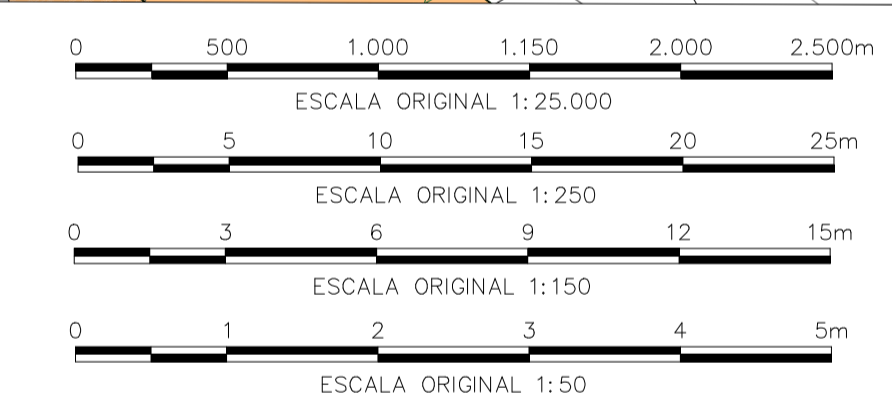 0 500 1.000 1.150 2.000 2.500m
ESCALA ORIGINAL 1:25.000
0 5 10 15 20 25m
ESCALA ORIGINAL 1:250
0 3 6 9 12 15m
ESCALA ORIGINAL 1:150
0 1 2 3 4 5m
ESCALA ORIGINAL 1:50